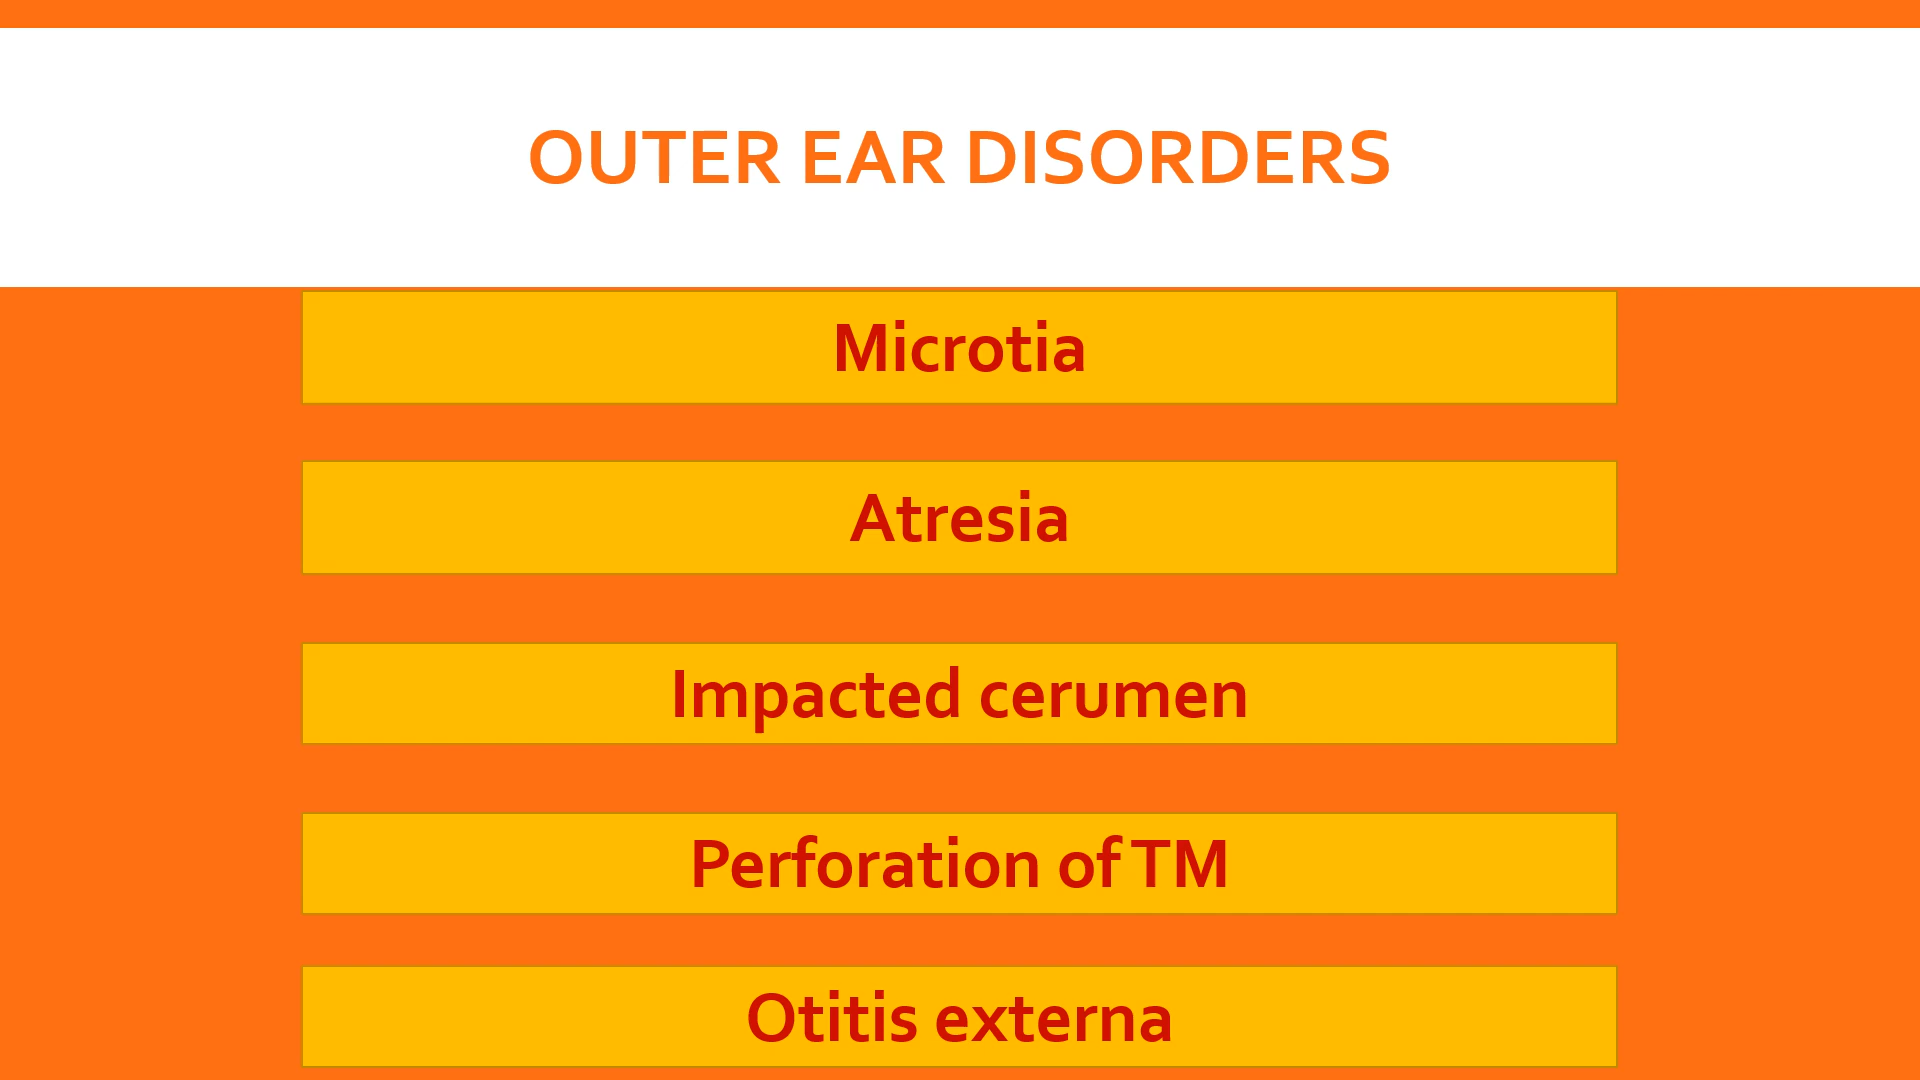 OUTER EAR DISORDERS
Microtia
Atresia
Impacted cerumen
Perforation of TM
Otitis externa